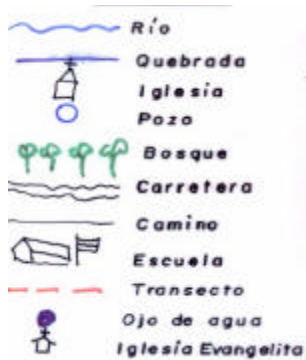 Río
Quebrada
Iglesia
Pozo
Bosque
Carretera
Camino
Escuela
Transecto
Ojo de agua
Iglesia Evangelita